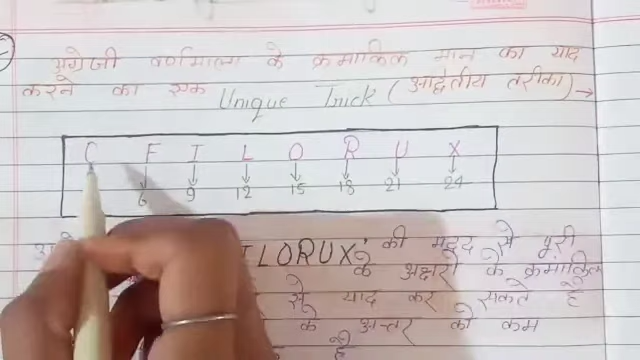 अंग्रेजी वर्णमाला के क्रमांकिक मान का याद
करने का एक Unique Trick ( अद्वितीय तरीका ) →
C F I L O R U X
6 9 12 15 18 21 24
LORUX' की मदद से पूरी
के अक्षरो के क्रमांकिक
से याद कर सकते हैं
के अन्तर को कम
है